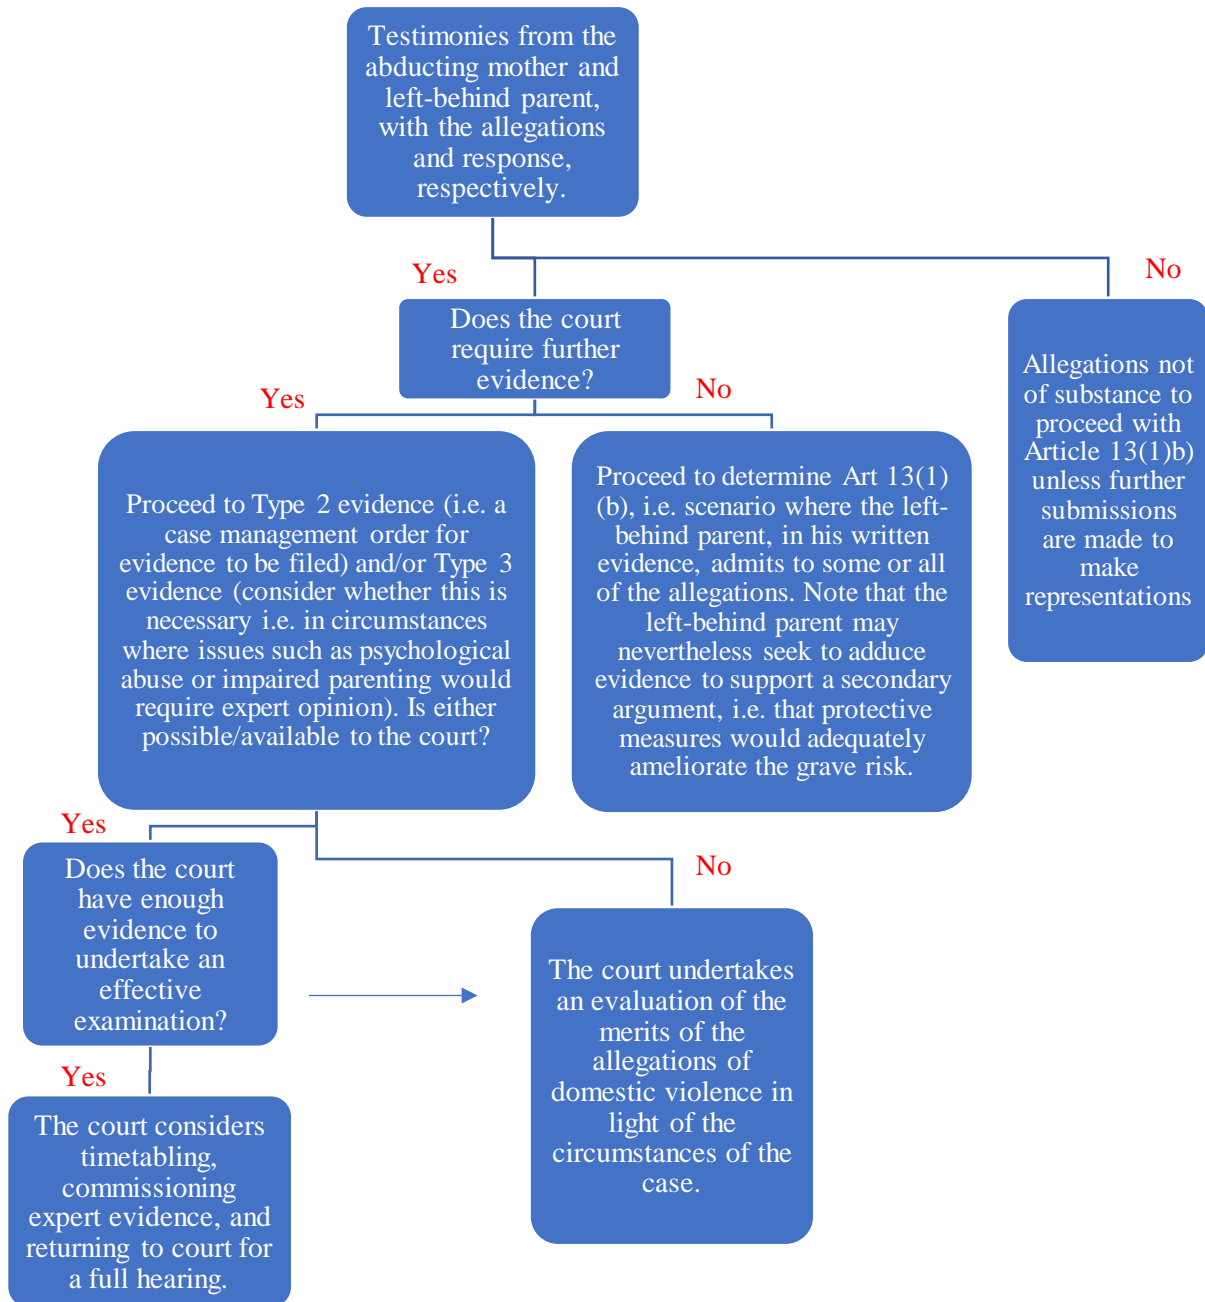 Testimonies from the
abducting mother and
left-behind parent,
with the allegations
and response,
respectively.
Yes
No
Does the court
require further
evidence?
Allegations not
of substance to
proceed with
Article 13(1)b)
unless further
submissions
are made to
make
representations
Yes
No
Proceed to Type 2 evidence (i.e. a
case management order for
evidence to be filed) and/or Type 3
evidence (consider whether this is
necessary i.e. in circumstances
where issues such as psychological
abuse or impaired parenting would
require expert opinion). Is either
possible/available to the court?
Proceed to determine Art 13(1)
(b), i.e. scenario where the left-
behind parent, in his written
evidence, admits to some or all
of the allegations. Note that the
left-behind parent may
nevertheless seek to adduce
evidence to support a secondary
argument, i.e. that protective
measures would adequately
ameliorate the grave risk.
Yes
No
Does the court
have enough
evidence to
undertake an
effective
examination?
The court undertakes
an evaluation of the
merits of the
allegations of
domestic violence in
light of the
circumstances of the
case.
Yes
The court considers
timetabling,
commissioning
expert evidence, and
returning to court for
a full hearing.